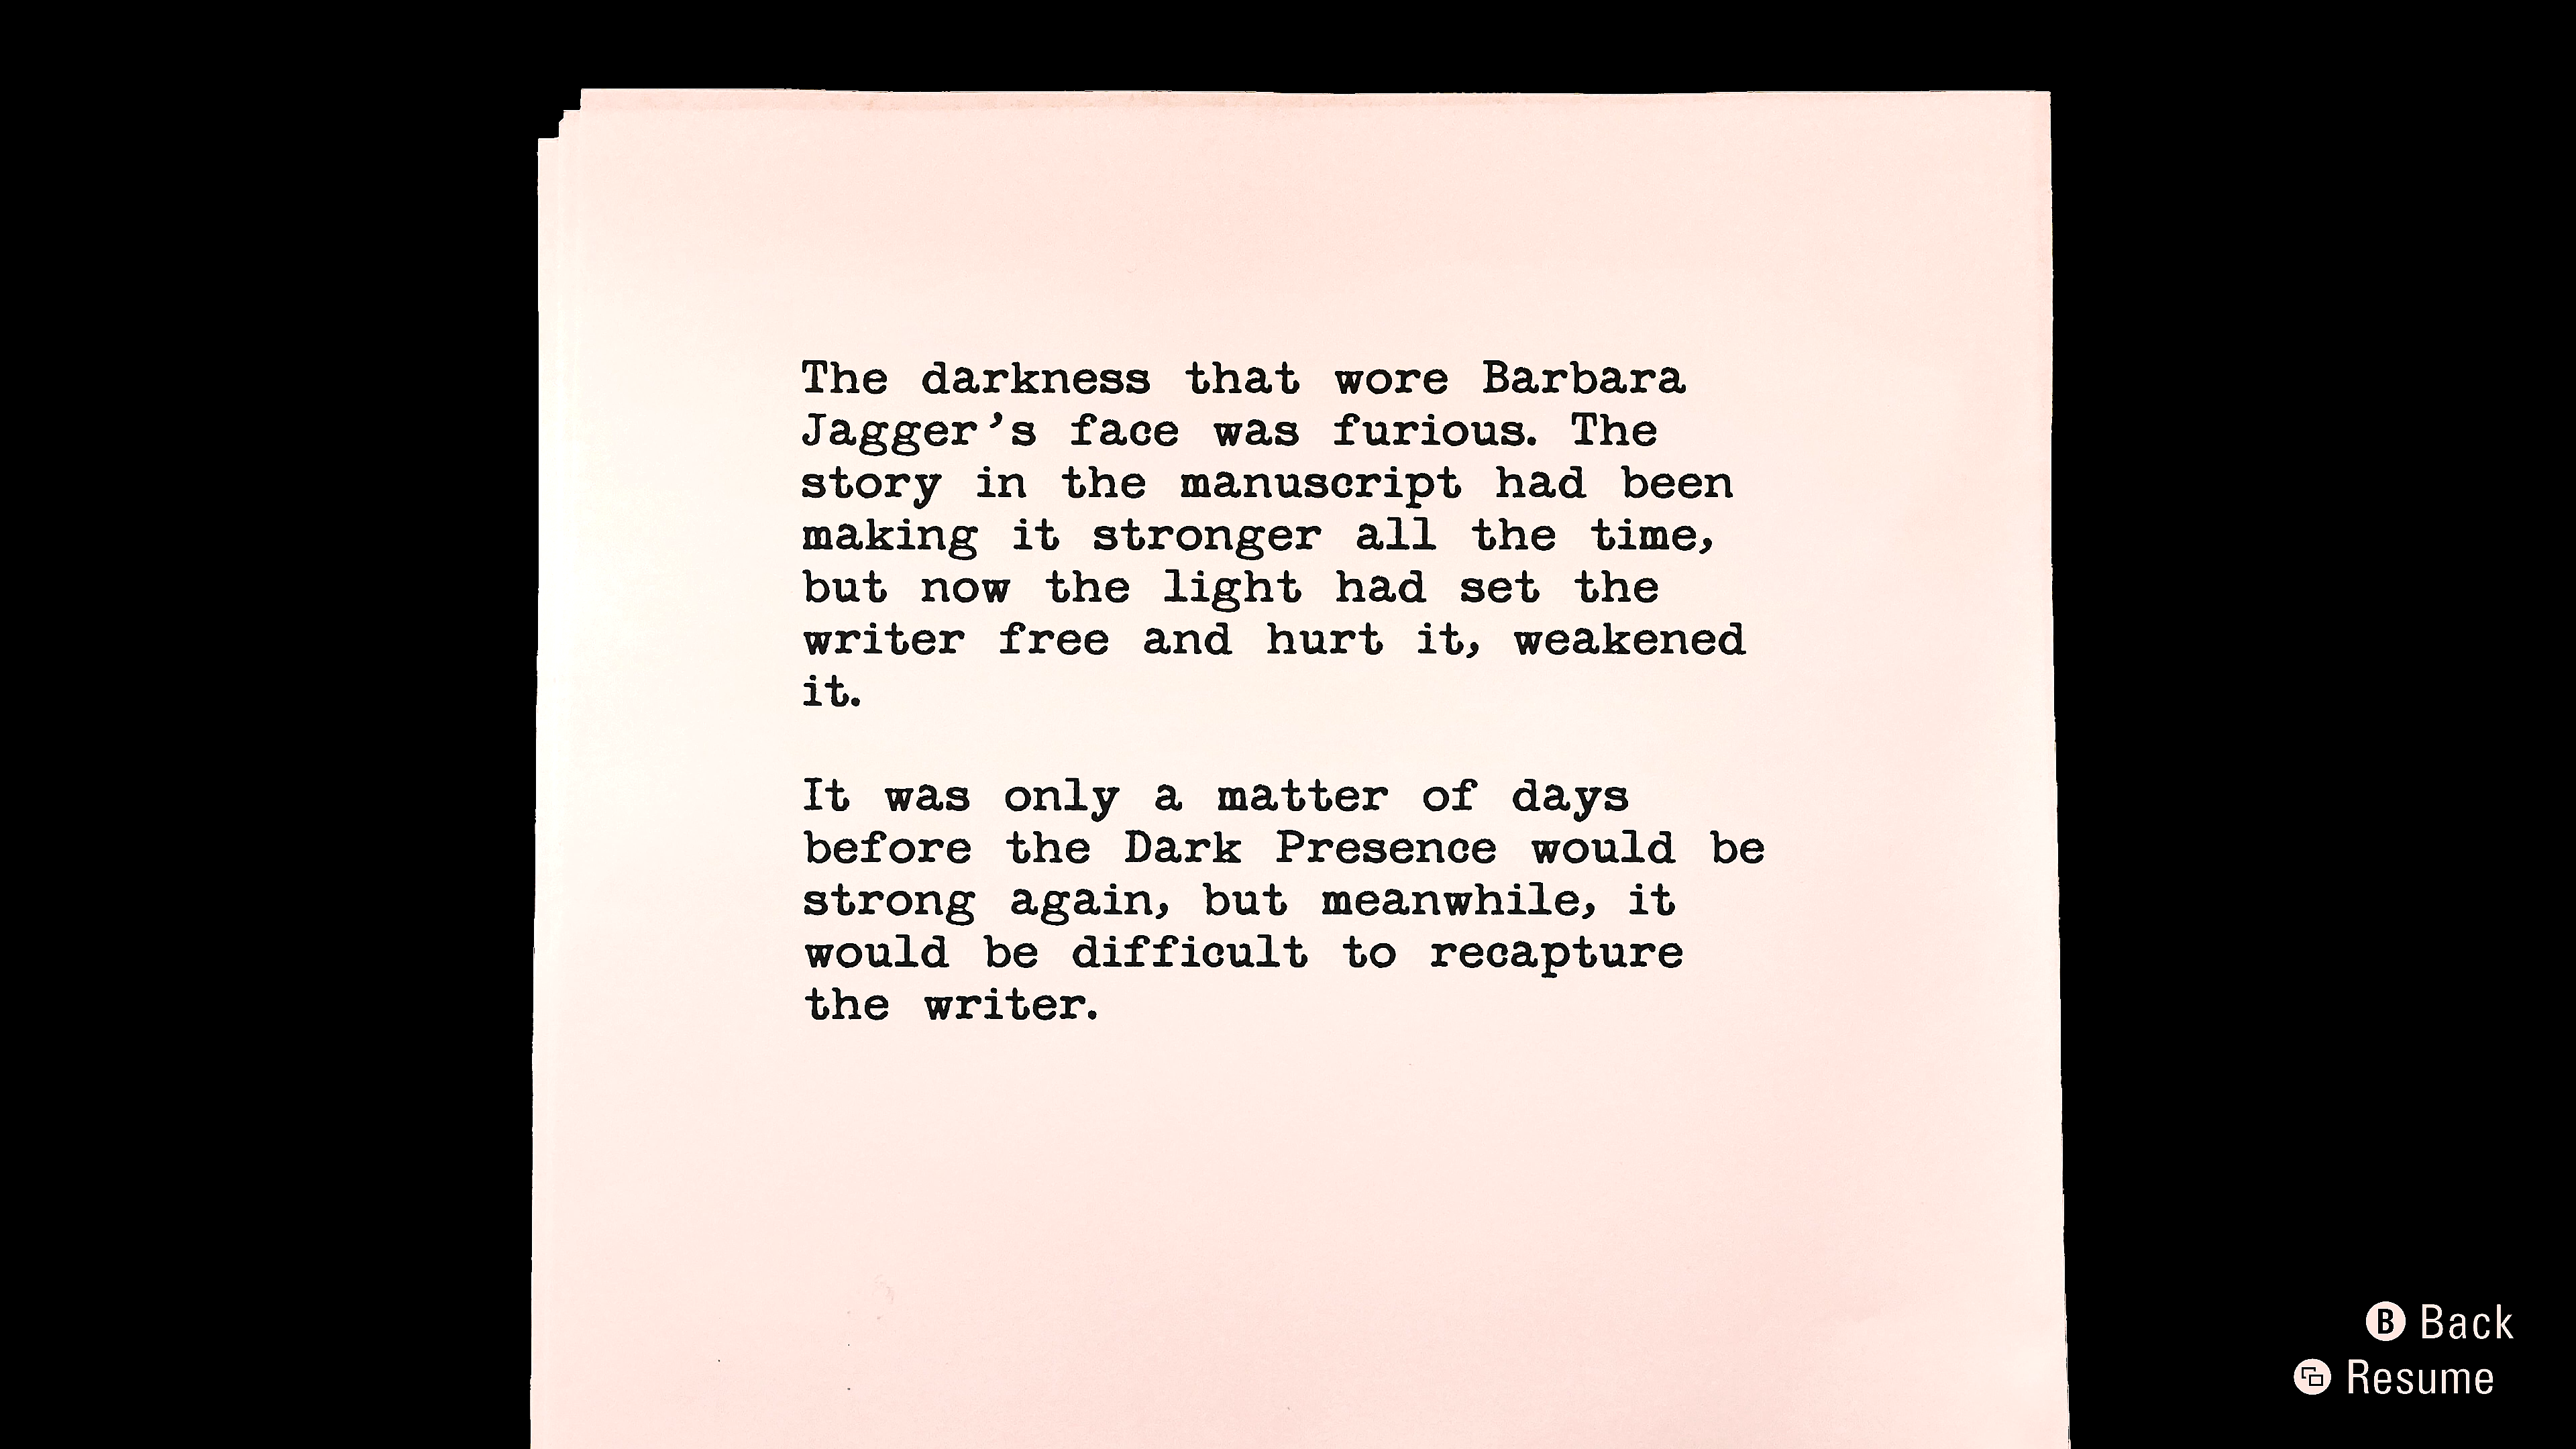 The darkness that wore Barbara
Jagger's face was furious. The
story in the manuscript had been
making it stronger all the time,
but now the light had set the
writer free and hurt it, weakened
it.
It was only a matter of days
before the Dark Presence would be
strong again, but meanwhile, it
would be difficult to recapture
the writer.
B Back
Resume